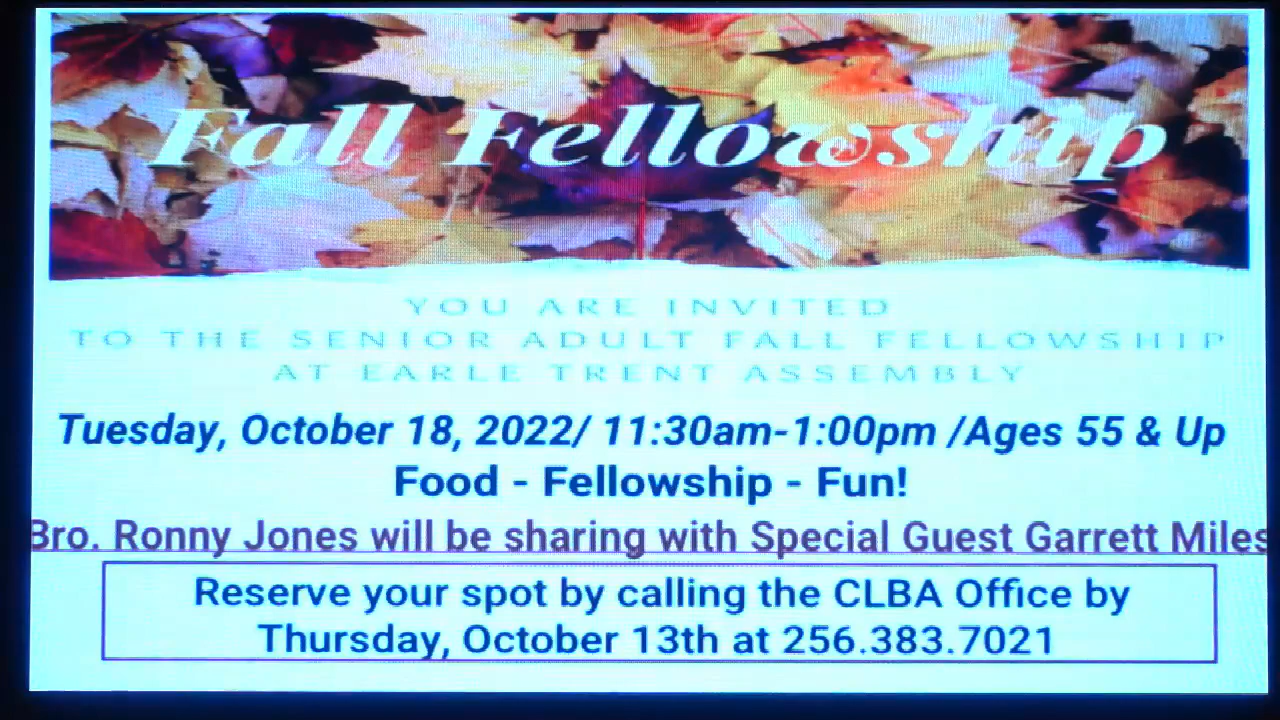 Fall Fellowship
YOU ARE INVITED
TO THE SENIOR ADULT FALL FELLOWSHIP
AT EARLE TRENT ASSEMBLY
Tuesday, October 18, 2022/ 11:30am-1:00pm /Ages 55 & Up
Food - Fellowship - Fun!
Bro. Ronny Jones will be sharing with Special Guest Garrett Miles
Reserve your spot by calling the CLBA Office by
Thursday, October 13th at 256.383.7021